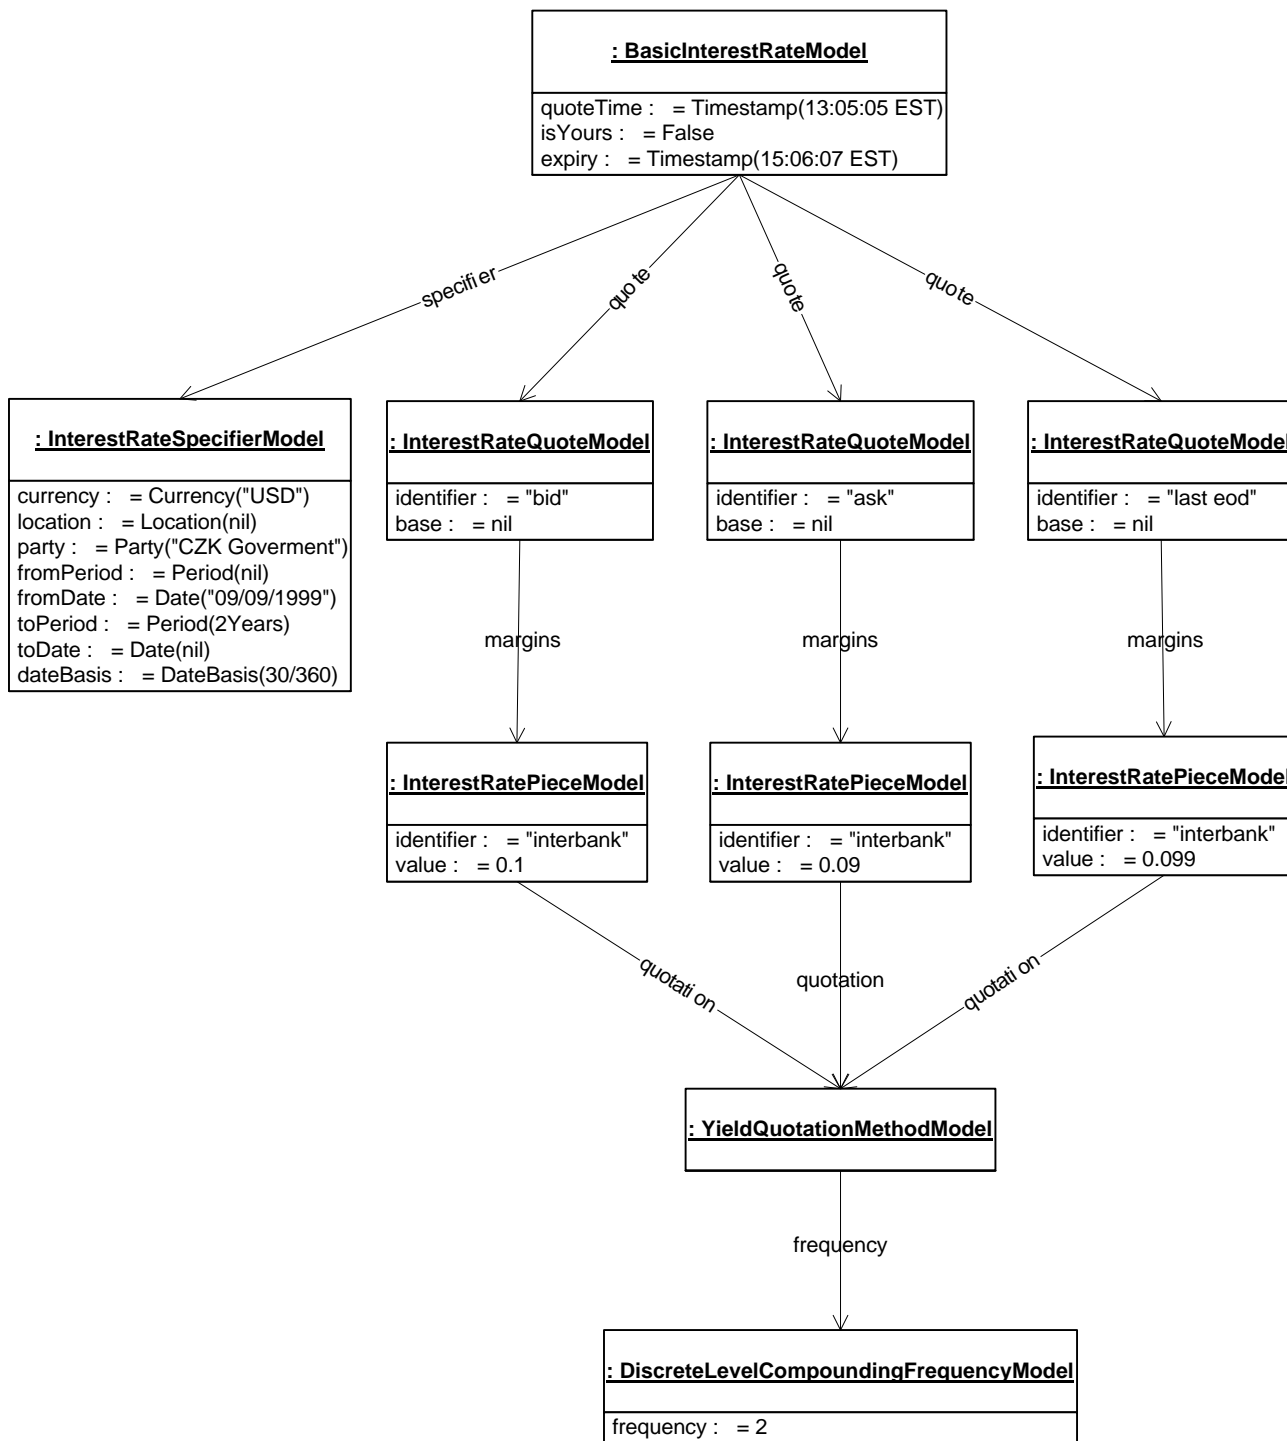 : BasicInterestRateModel
quoteTime : = Timestamp(13:05:05 EST)
isYours : = False
expiry : = Timestamp(15:06:07 EST)
specifier
quote
quote
quote
: InterestRateSpecifierModel
currency : = Currency("USD")
location : = Location(nil)
party : = Party("CZK Goverment")
fromPeriod : = Period(nil)
fromDate : = Date("09/09/1999")
toPeriod : = Period(2Years)
toDate : = Date(nil)
dateBasis : = DateBasis(30/360)
: InterestRateQuoteModel
identifier : = "bid"
base : = nil
: InterestRateQuoteModel
identifier : = "ask"
base : = nil
: InterestRateQuoteModel
identifier : = "last eod"
base : = nil
margins
margins
margins
: InterestRatePieceModel
identifier : = "interbank"
value : = 0.1
: InterestRatePieceModel
identifier : = "interbank"
value : = 0.09
: InterestRatePieceModel
identifier : = "interbank"
value : = 0.099
quotation
quotation
quotation
: YieldQuotationMethodModel
frequency
: DiscreteLevelCompoundingFrequencyModel
frequency : = 2